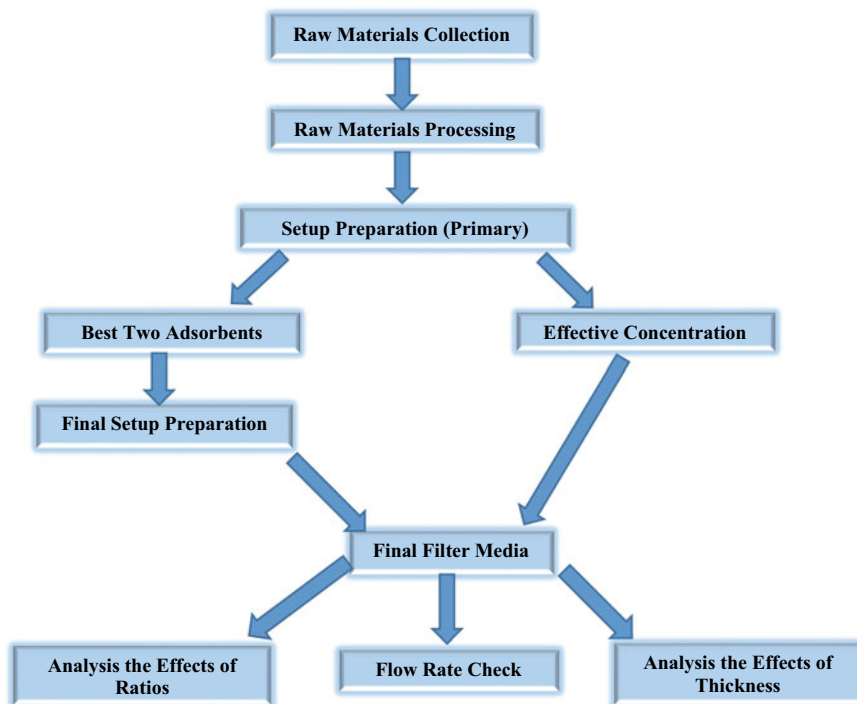 Raw Materials Collection
Raw Materials Processing
Setup Preparation (Primary)
Best Two Adsorbents
Effective Concentration
Final Setup Preparation
Final Filter Media
Analysis the Effects of
Ratios
Flow Rate Check
Analysis the Effects of
Thickness